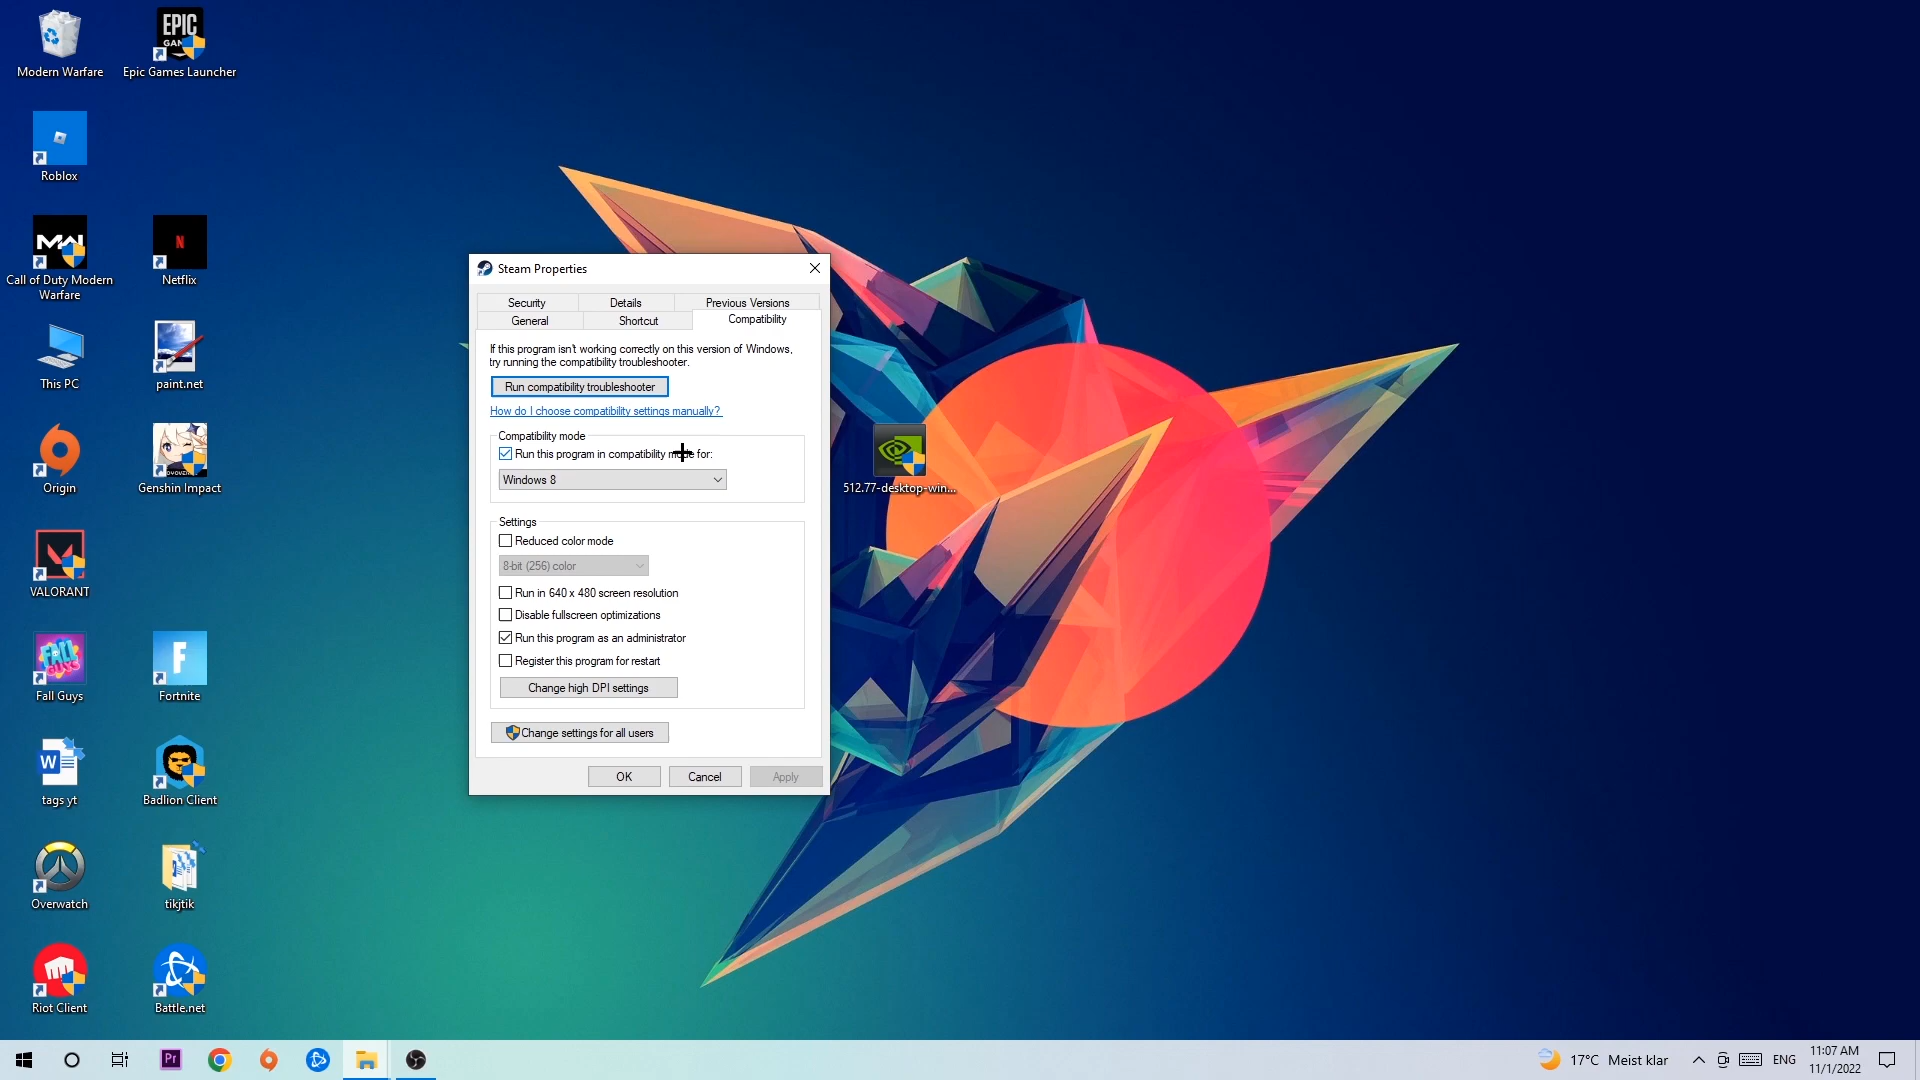 Modern Warfare
EPIC
GAMES
Epic Games Launcher
Roblox
MW
Call of Duty Modern
Warfare
N
Netflix
This PC
paint.net
Origin
Genshin Impact
VALORANT
FALL
guys
Fall Guys
F
Fortnite
W
tags yt
Badlion Client
Overwatch
tikjtik
Riot Client
Battle.net
Steam Properties
Security
Details
Previous Versions
General
Shortcut
Compatibility
If this program isn't working correctly on this version of Windows,
try running the compatibility troubleshooter.
Run compatibility troubleshooter
How do I choose compatibility settings manually?
Compatibility mode
Run this program in compatibility mode for:
Windows 8
Settings
Reduced color mode
8-bit (256) color
Run in 640 x 480 screen resolution
Disable fullscreen optimizations
Run this program as an administrator
Register this program for restart
Change high DPI settings
Change settings for all users
OK
Cancel
Apply
512.77-desktop-win...
Pr
17°C Meist klar
ENG
11:07 AM
11/1/2022